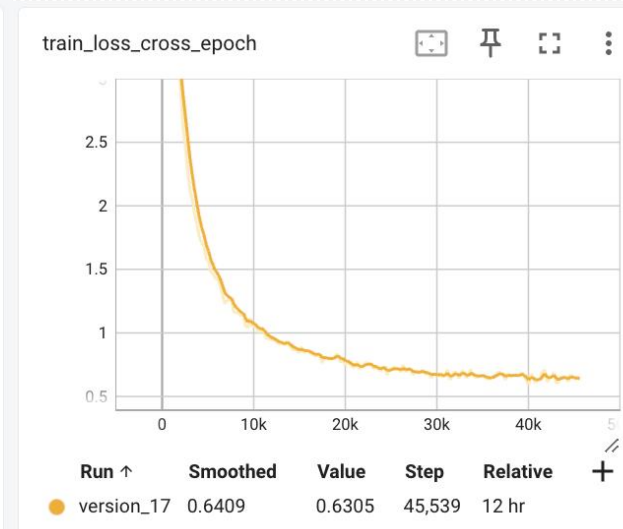 train_loss_cross_epoch
2.5
2
1.5
1
0.5
0 10k 20k 30k 40k
Run ↑ Smoothed Value Step Relative +
version_17 0.6409 0.6305 45,539 12 hr